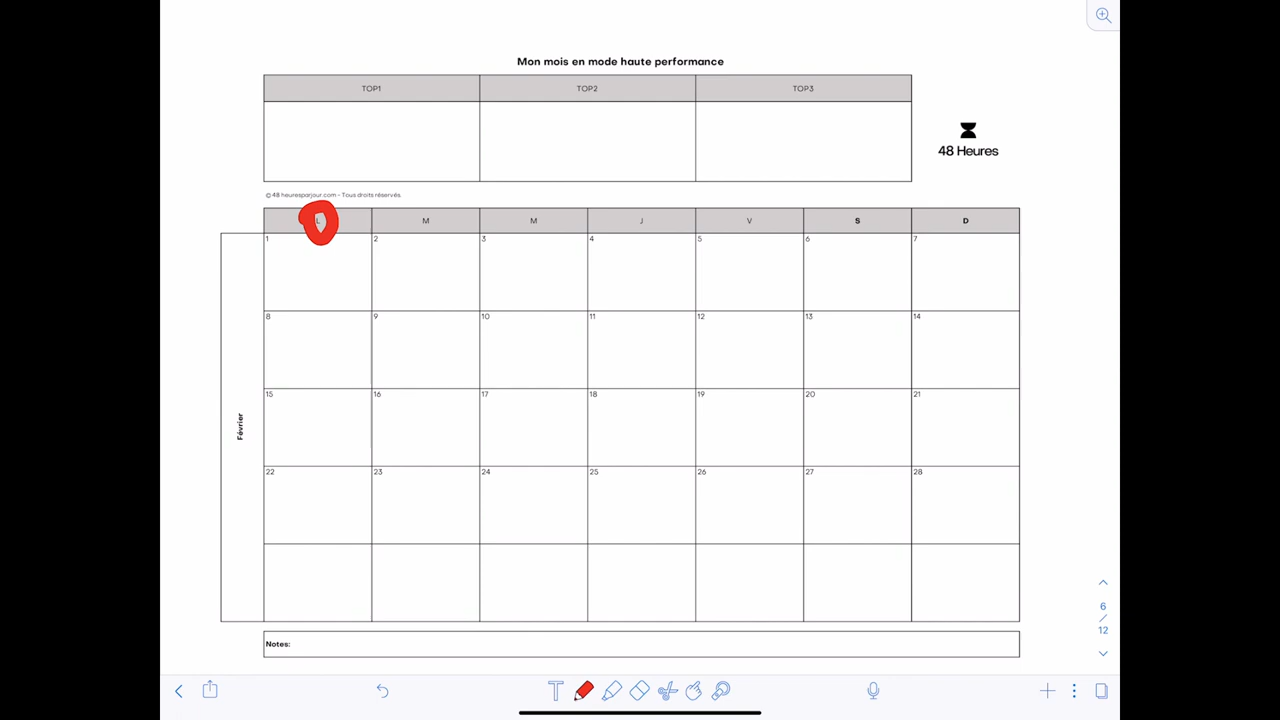 Mon mois en mode haute performance
TOP1 TOP2 TOP3
48 Heures
© 48 heuresparjour.com - Tous droits réservés.
L M M J V S D
1 2 3 4 5 6 7
8 9 10 11 12 13 14
15 16 17 18 19 20 21
Février
22 23 24 25 26 27 28
6
/
12
Notes:
T